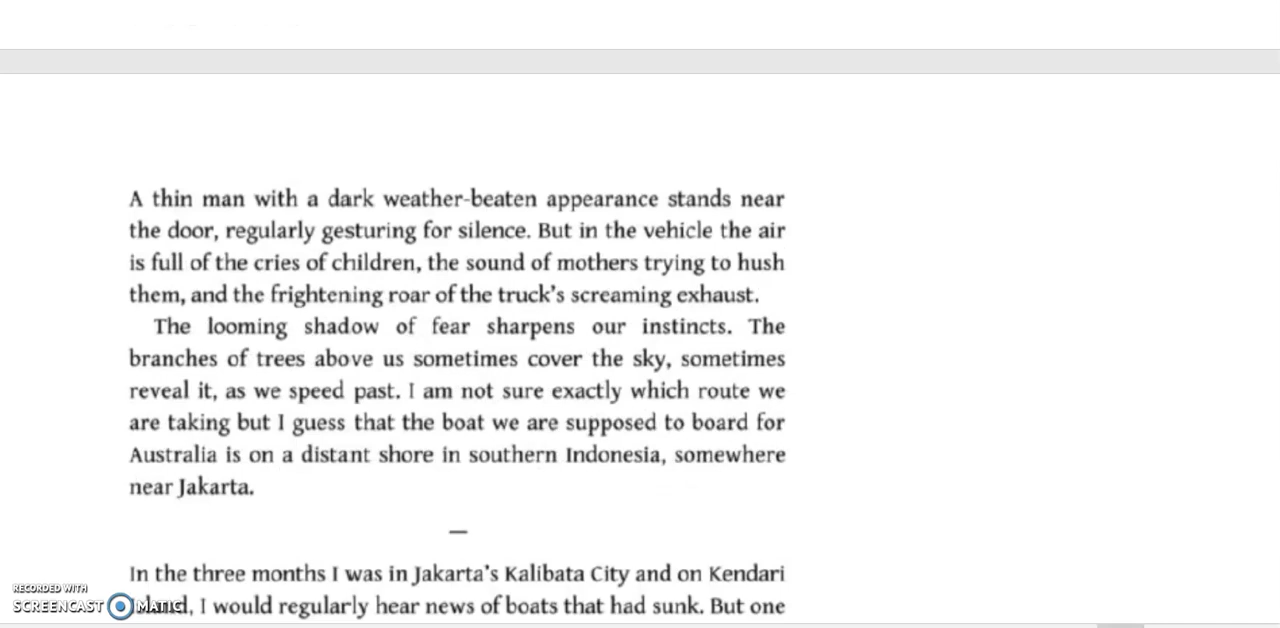 A thin man with a dark weather-beaten appearance stands near
the door, regularly gesturing for silence. But in the vehicle the air
is full of the cries of children, the sound of mothers trying to hush
them, and the frightening roar of the truck's screaming exhaust.
The looming shadow of fear sharpens our instincts. The
branches of trees above us sometimes cover the sky, sometimes
reveal it, as we speed past. I am not sure exactly which route we
are taking but I guess that the boat we are supposed to board for
Australia is on a distant shore in southern Indonesia, somewhere
near Jakarta.
—
In the three months I was in Jakarta's Kalibata City and on Kendari
I would regularly hear news of boats that had sunk. But one
RECORDED WITH
SCREENCAST MATIC